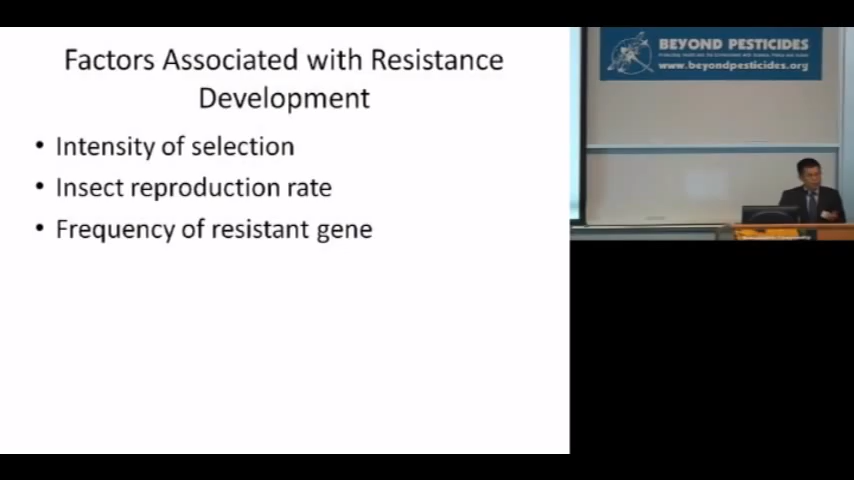 Factors Associated with Resistance
Development
• Intensity of selection
• Insect reproduction rate
• Frequency of resistant gene
BEYOND PESTICIDES
www.beyondpesticides.org